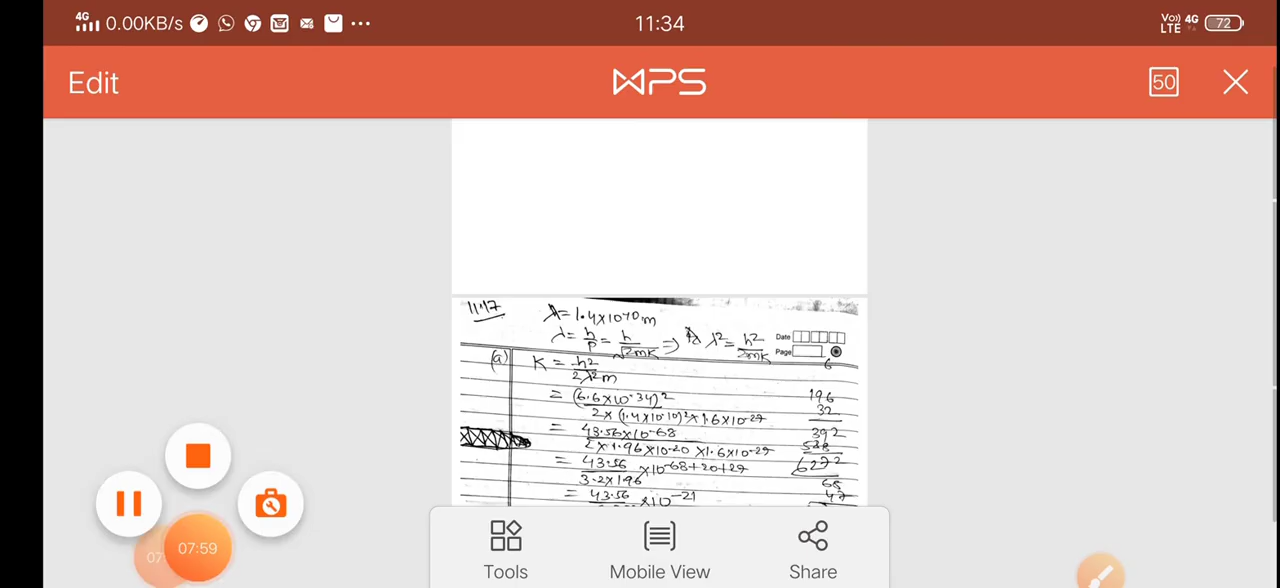 4G 0.00KB/s ... 11:34 Vo) LTE 4G 72
Edit WPS 50
11.17 λ = 1.4×10-10 m
λ = h/p = h/√2mK ⇒ λ2 = h2/2mK
Date
Page
6
(a) K = h2/2λ2m
= (6.6×10-34)2 / 2×(1.4×10-10)2×1.6×10-27
196
32
= 43.56×10-68 / 2×1.96×10-20×1.6×10-27
392
= 43.56/3.2×196 ×10-68+20+27
6272
= 43.56 ×10-21
07:59
Tools Mobile View Share